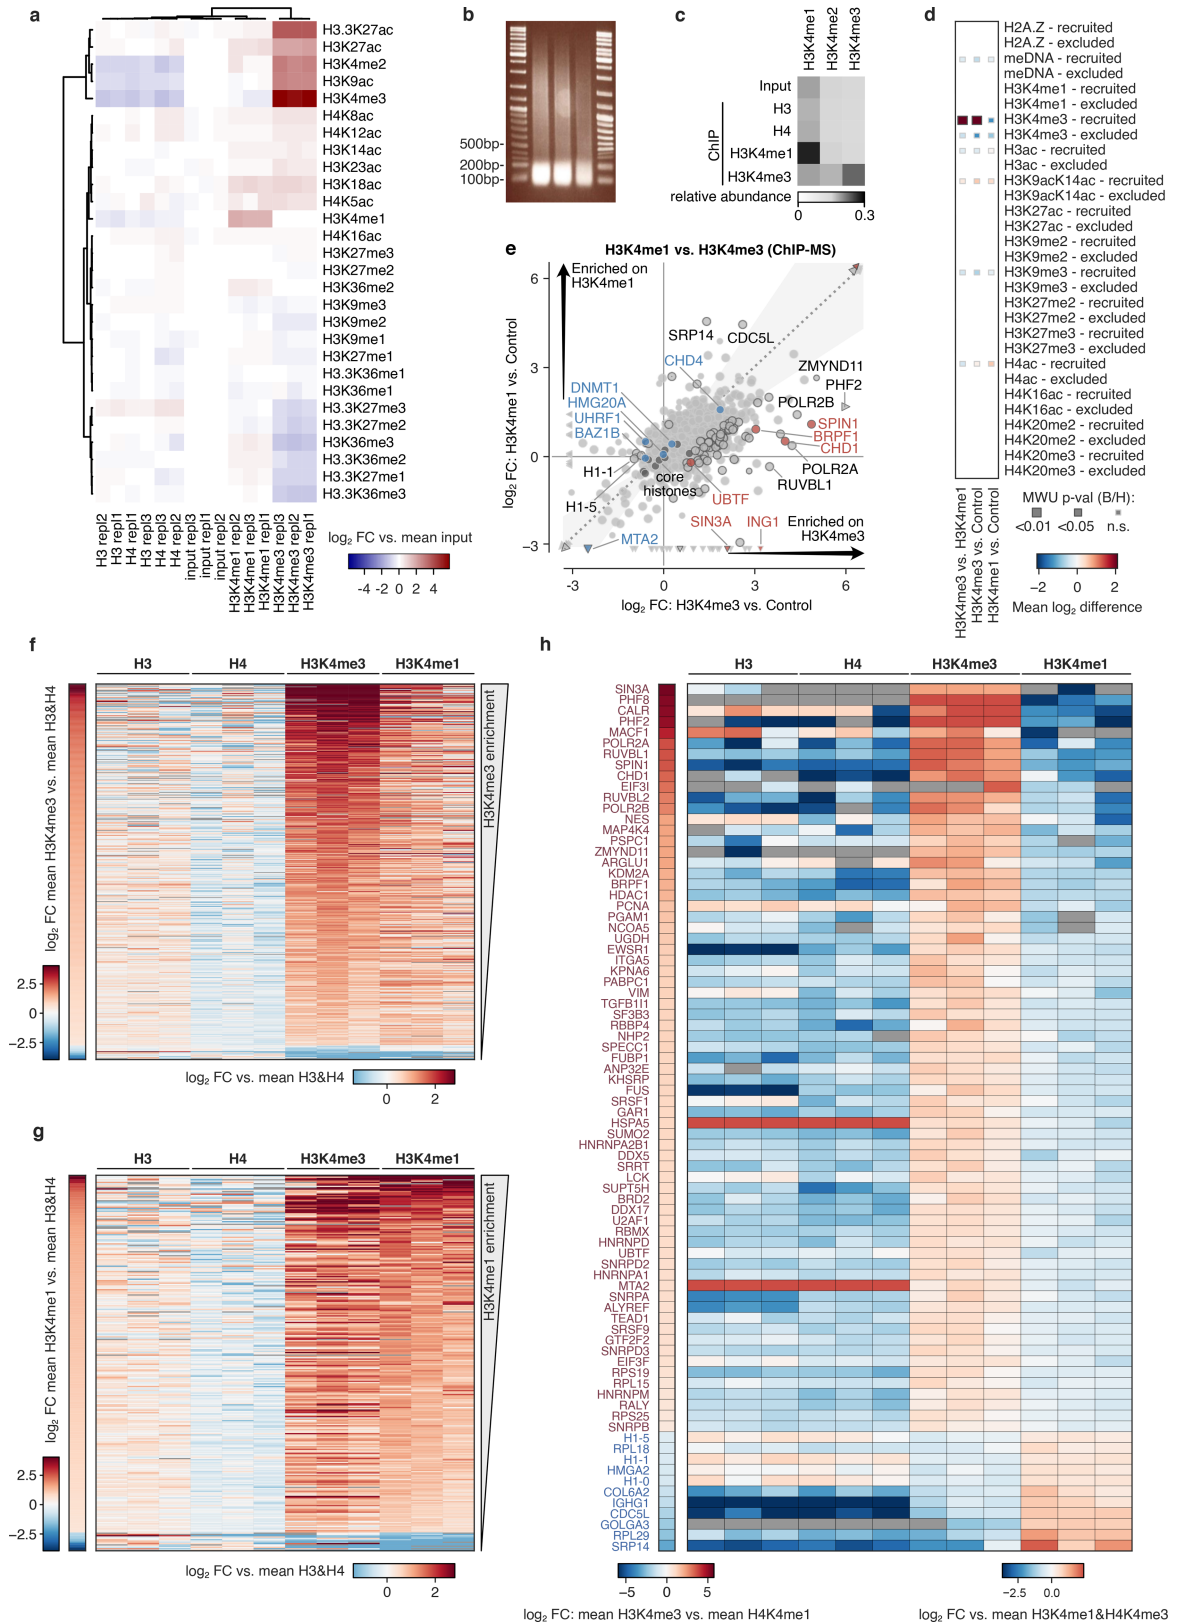 a
H3.3K27ac
H3K27ac
H3K4me2
H3K9ac
H3K4me3
H4K8ac
H4K12ac
H3K14ac
H3K23ac
H3K18ac
H4K5ac
H3K4me1
H4K16ac
H3K27me3
H3K27me2
H3K36me2
H3K9me3
H3K9me2
H3K9me1
H3K27me1
H3.3K36me1
H3K36me1
H3.3K27me3
H3.3K27me2
H3K36me3
H3.3K36me2
H3.3K27me1
H3.3K36me3
H3 repl2
H3 repl1
H4 repl1
H3 repl3
H4 repl3
H4 repl2
input repl3
input repl1
input repl2
H3K4me1 repl2
H3K4me1 repl3
H3K4me1 repl1
H3K4me3 repl3
H3K4me3 repl2
H3K4me3 repl1
log2 FC vs. mean input
-4 -2 0 2 4
b
500bp-
200bp-
100bp-
c
H3K4me1
H3K4me2
H3K4me3
Input
H3
H4
H3K4me1
H3K4me3
ChIP
relative abundance
0 0.3
d
H2A.Z - recruited
H2A.Z - excluded
meDNA - recruited
meDNA - excluded
H3K4me1 - recruited
H3K4me1 - excluded
H3K4me3 - recruited
H3K4me3 - excluded
H3ac - recruited
H3ac - excluded
H3K9acK14ac - recruited
H3K9acK14ac - excluded
H3K27ac - recruited
H3K27ac - excluded
H3K9me2 - recruited
H3K9me2 - excluded
H3K9me3 - recruited
H3K9me3 - excluded
H3K27me2 - recruited
H3K27me2 - excluded
H3K27me3 - recruited
H3K27me3 - excluded
H4ac - recruited
H4ac - excluded
H4K16ac - recruited
H4K16ac - excluded
H4K20me2 - recruited
H4K20me2 - excluded
H4K20me3 - recruited
H4K20me3 - excluded
H3K4me3 vs. H3K4me1
H3K4me3 vs. Control
H3K4me1 vs. Control
MWU p-val (B/H):
<0.01 <0.05 n.s.
−2 0 2
Mean log2 difference
e
H3K4me1 vs. H3K4me3 (ChIP-MS)
Enriched on
H3K4me1
SRP14
CDC5L
CHD4
ZMYND11
PHF2
DNMT1
HMG20A
UHRF1
BAZ1B
POLR2B
SPIN1
BRPF1
CHD1
H1-1
POLR2A
core
histones
RUVBL1
UBTF
H1-5
SIN3A
ING1
MTA2
Enriched on
H3K4me3
6
3
0
−3
-3 0 3 6
log2 FC: H3K4me1 vs. Control
log2 FC: H3K4me3 vs. Control
f
H3 H4 H3K4me3 H3K4me1
log2 FC mean H3K4me3 vs. mean H3&H4
H3K4me3 enrichment
2.5
0
−2.5
log2 FC vs. mean H3&H4
0 2
g
H3 H4 H3K4me3 H3K4me1
log2 FC mean H3K4me1 vs. mean H3&H4
H3K4me1 enrichment
2.5
0
−2.5
log2 FC vs. mean H3&H4
0 2
h
H3 H4 H3K4me3 H3K4me1
SIN3A
PHF8
CALR
PHF2
MACF1
POLR2A
RUVBL1
SPIN1
CHD1
EIF3I
RUVBL2
POLR2B
NES
MAP4K4
PSPC1
ZMYND11
ARGLU1
KDM2A
BRPF1
HDAC1
PCNA
PGAM1
NCOA5
UGDH
EWSR1
ITGA5
KPNA6
PABPC1
VIM
TGFB1I1
SF3B3
RBBP4
NHP2
SPECC1
FUBP1
ANP32E
KHSRP
FUS
SRSF1
GAR1
HSPA5
SUMO2
HNRNPA2B1
DDX5
SRRT
LCK
SUPT5H
BRD2
DDX17
U2AF1
RBMX
HNRNPD
UBTF
SNRPD2
HNRNPA1
MTA2
SNRPA
ALYREF
TEAD1
SRSF9
GTF2F2
SNRPD3
EIF3F
RPS19
RPL15
HNRNPM
RALY
RPS25
SNRPB
H1-5
RPL18
H1-1
HMGA2
H1-0
COL6A2
IGHG1
CDC5L
GOLGA3
RPL29
SRP14
−5 0 5
log2 FC: mean H3K4me3 vs. mean H4K4me1
−2.5 0.0
log2 FC vs. mean H3K4me1&H4K4me3